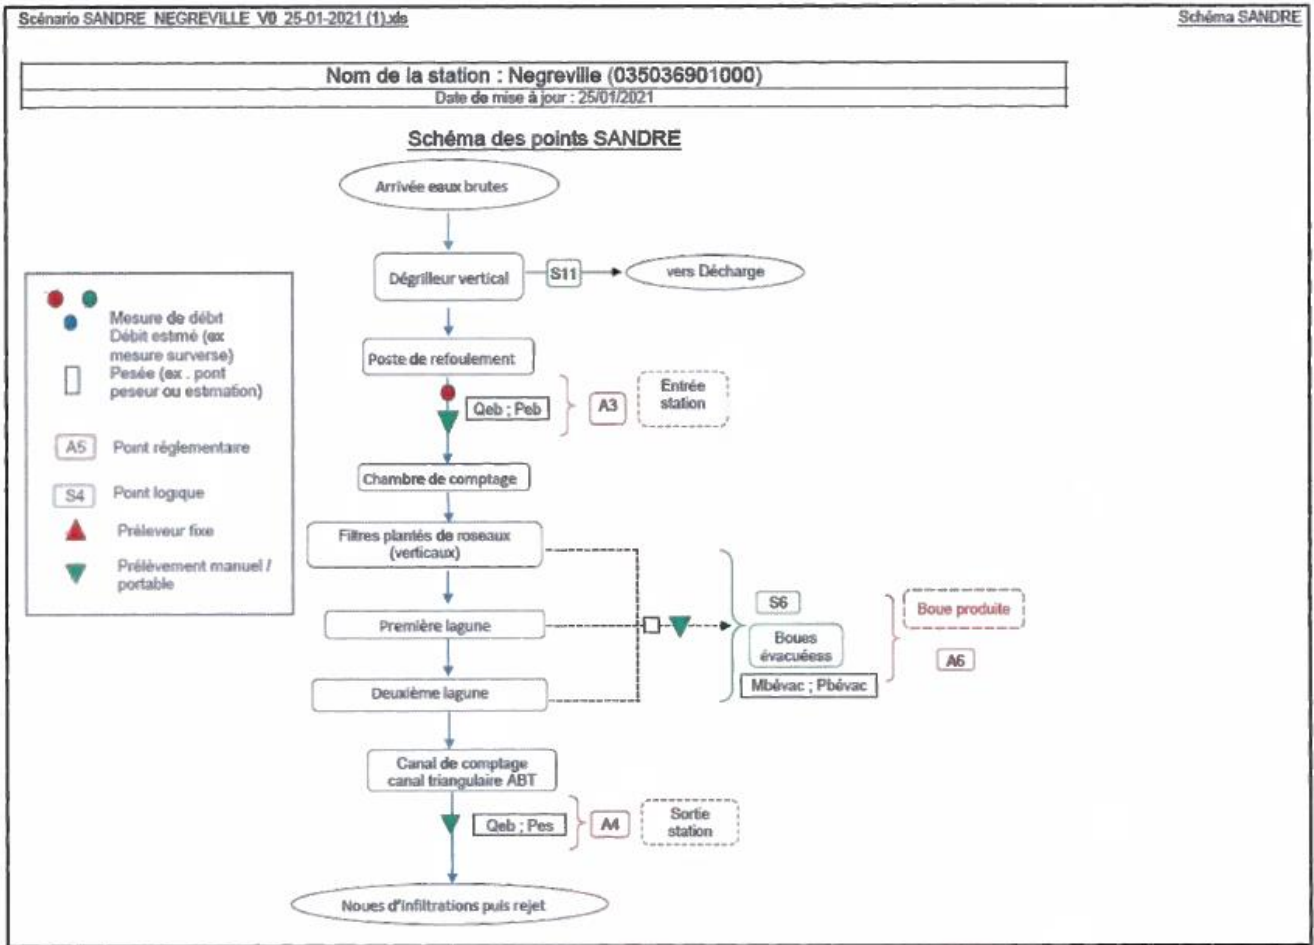 Scénario SANDRE NEGREVILLE V0 25-01-2021 (1).xls
Schéma SANDRE
Nom de la station : Negreville (035036901000)
Date de mise à jour : 25/01/2021
Schéma des points SANDRE
Arrivée eaux brutes
Dégrilleur vertical
S11
vers Décharge
Mesure de débit
Débit estimé (ex
mesure surverse)
Pesée (ex . pont
peseur ou estimation)
A5
Point réglementaire
S4
Point logique
Préleveur fixe
Prélèvement manuel /
portable
Poste de refoulement
Qeb ; Peb
A3
Entrée
station
Chambre de comptage
Filtres plantés de roseaux
(verticaux)
Première lagune
Deuxième lagune
S6
Boues
évacuéess
Mbévac ; Pbévac
Boue produite
A6
Canal de comptage
canal triangulaire ABT
Qeb ; Pes
A4
Sortie
station
Noues d'infiltrations puis rejet